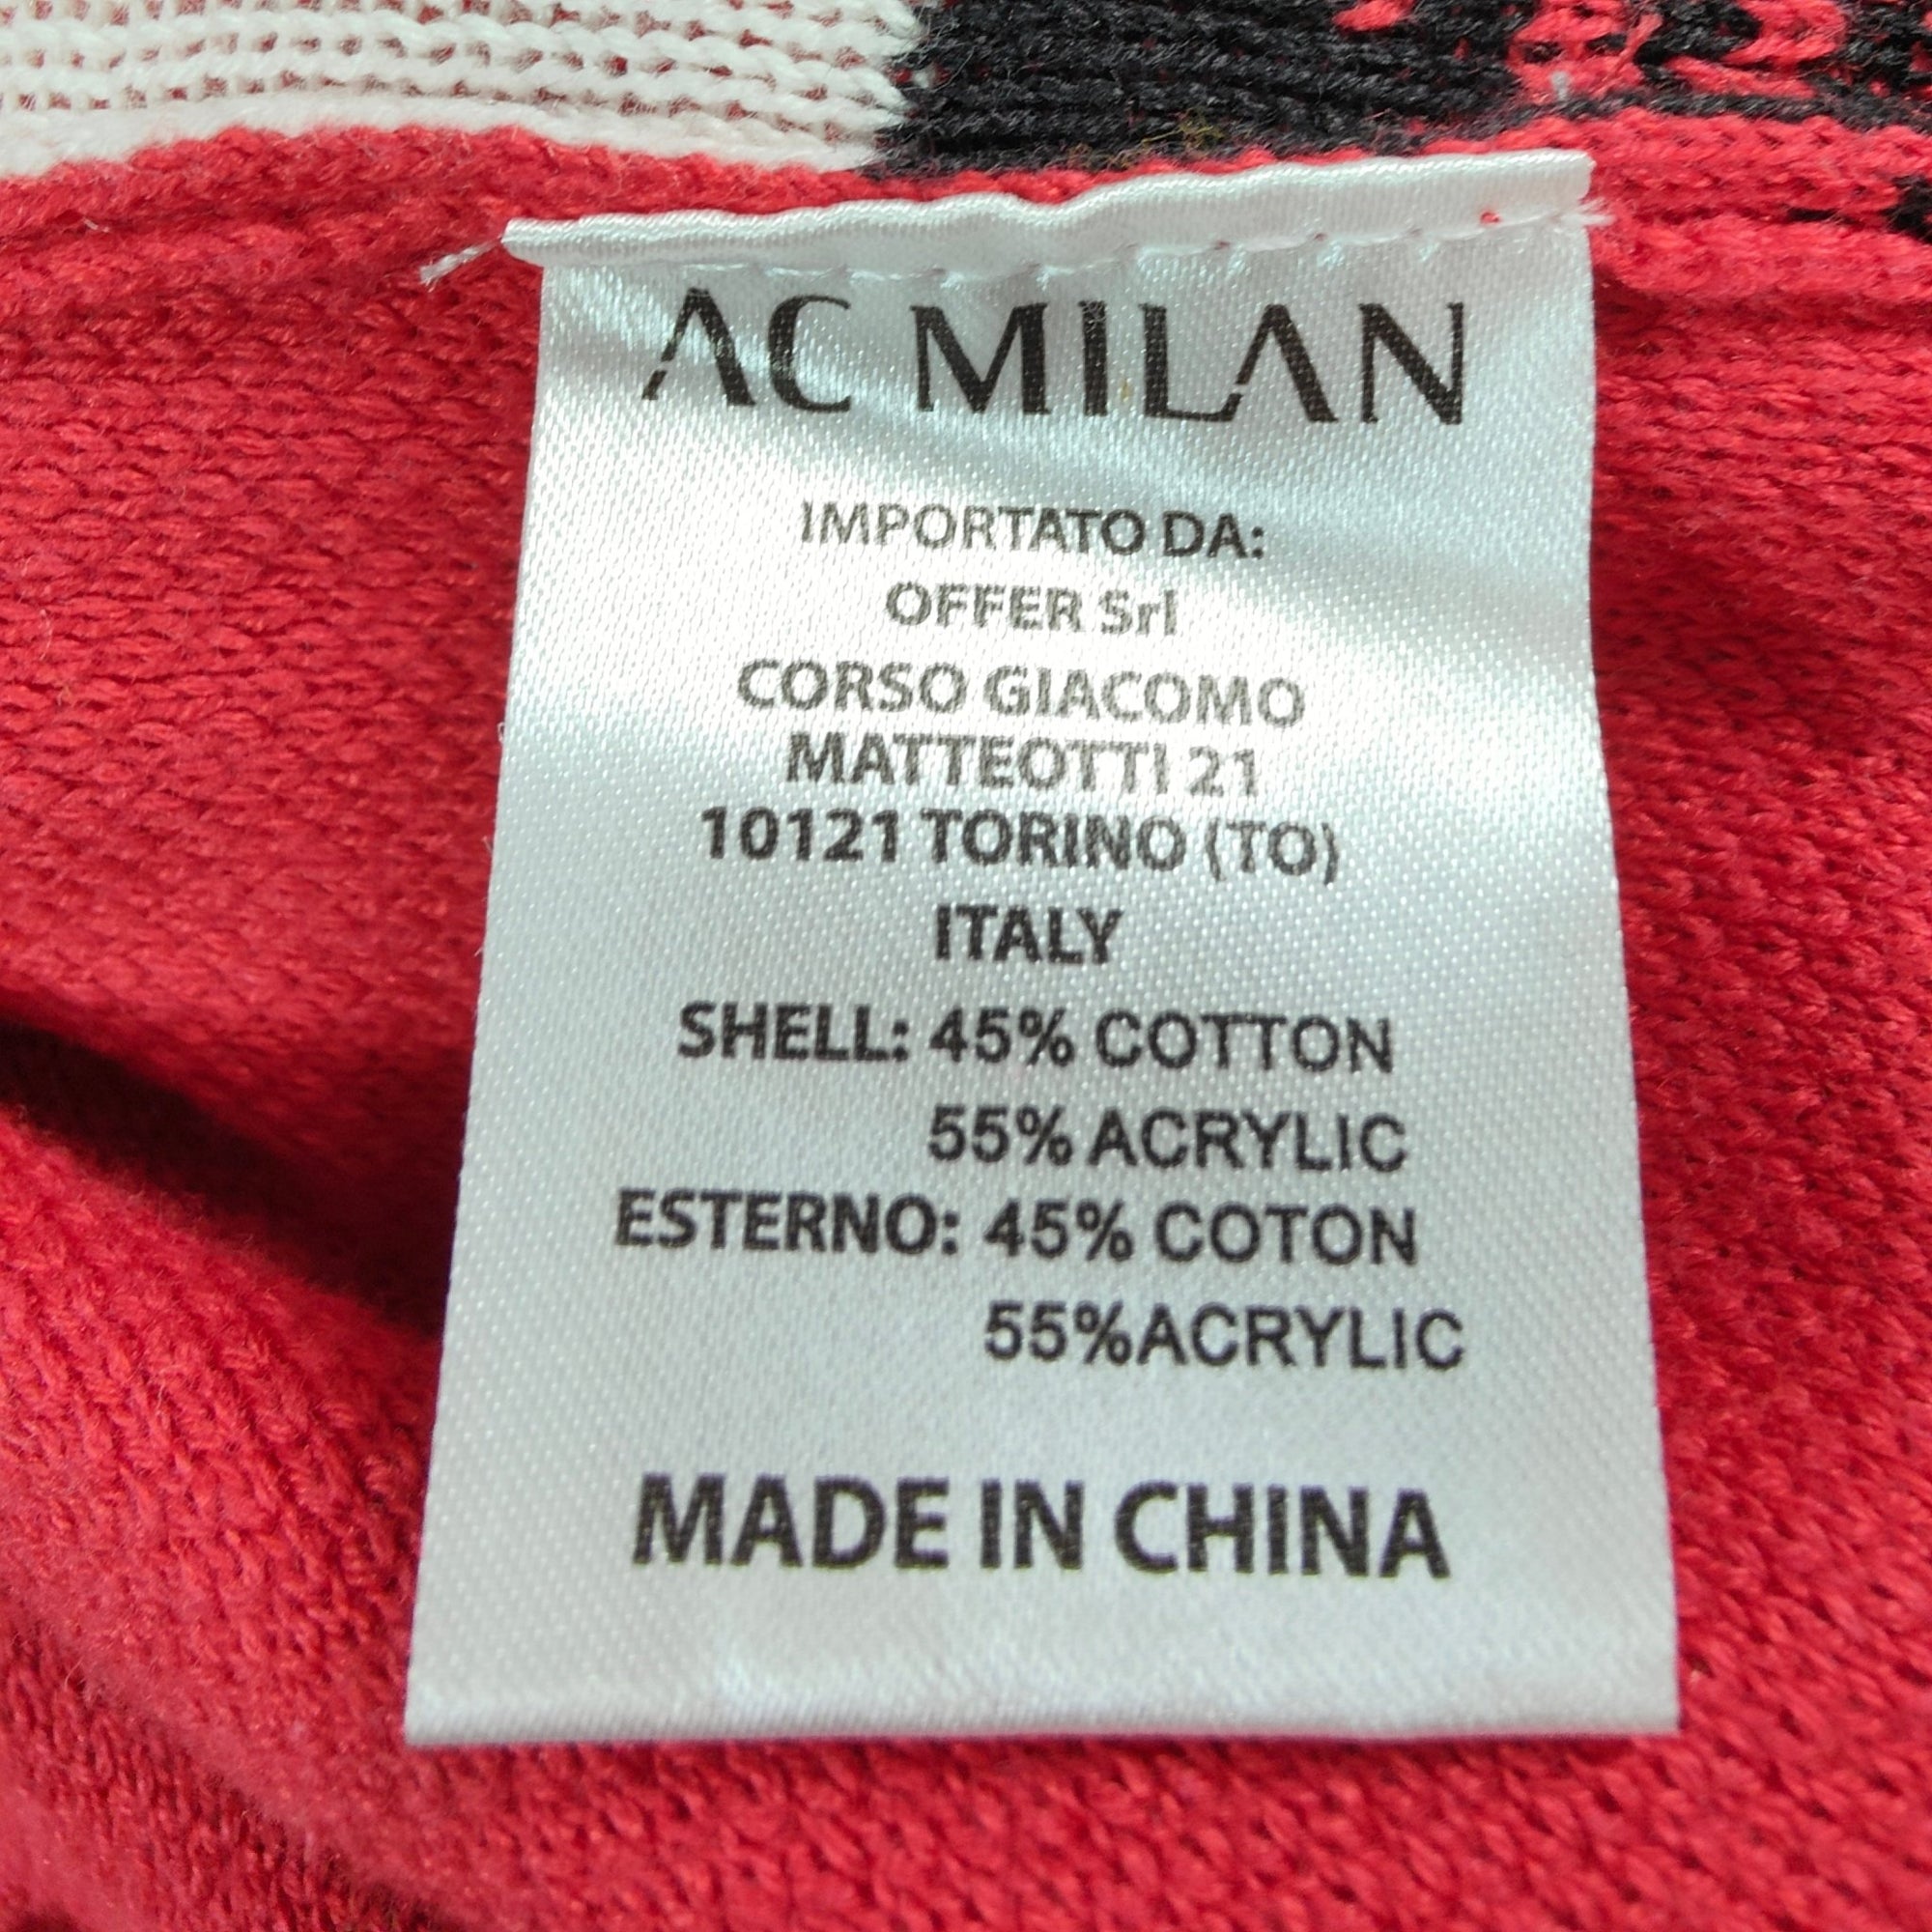 AC MILAN
IMPORTATO DA:
OFFER Srl
CORSO GIACOMO
MATTEOTTI 21
10121 TORINO (TO)
ITALY
SHELL: 45% COTTON
55% ACRYLIC
ESTERNO: 45% COTON
55%ACRYLIC
MADE IN CHINA